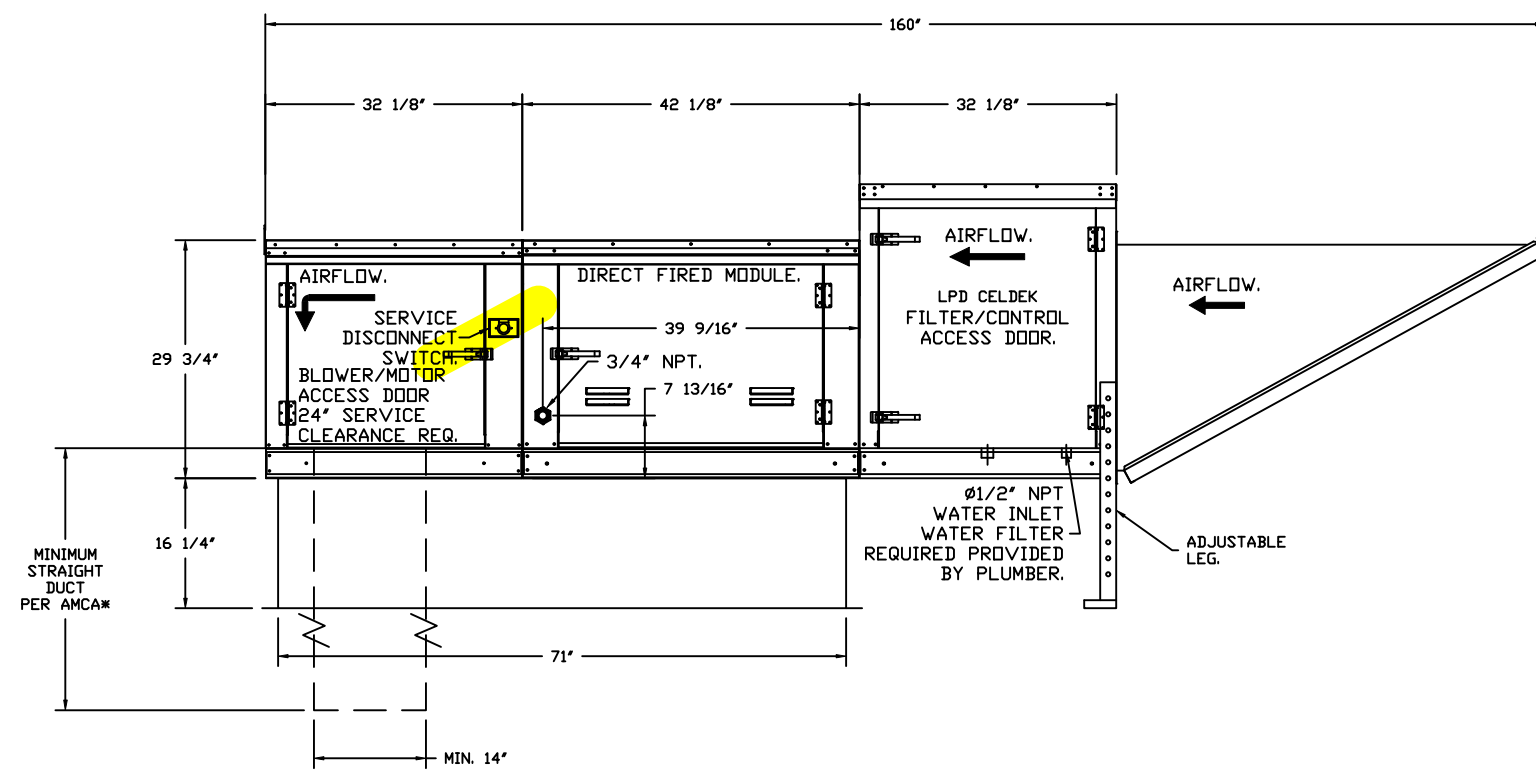 160"
32 1/8"
42 1/8"
32 1/8"
AIRFLOW.
AIRFLOW.
DIRECT FIRED MODULE.
AIRFLOW.
LPD CELDEK
FILTER/CONTROL
ACCESS DOOR.
SERVICE
DISCONNECT
SWITCH.
39 9/16"
29 3/4"
3/4" NPT.
BLOWER/MOTOR
ACCESS DOOR
24" SERVICE
CLEARANCE REQ.
7 13/16"
Ø1/2" NPT
WATER INLET
WATER FILTER
REQUIRED PROVIDED
BY PLUMBER.
16 1/4"
ADJUSTABLE
LEG.
MINIMUM
STRAIGHT
DUCT
PER AMCA*
71"
MIN. 14"